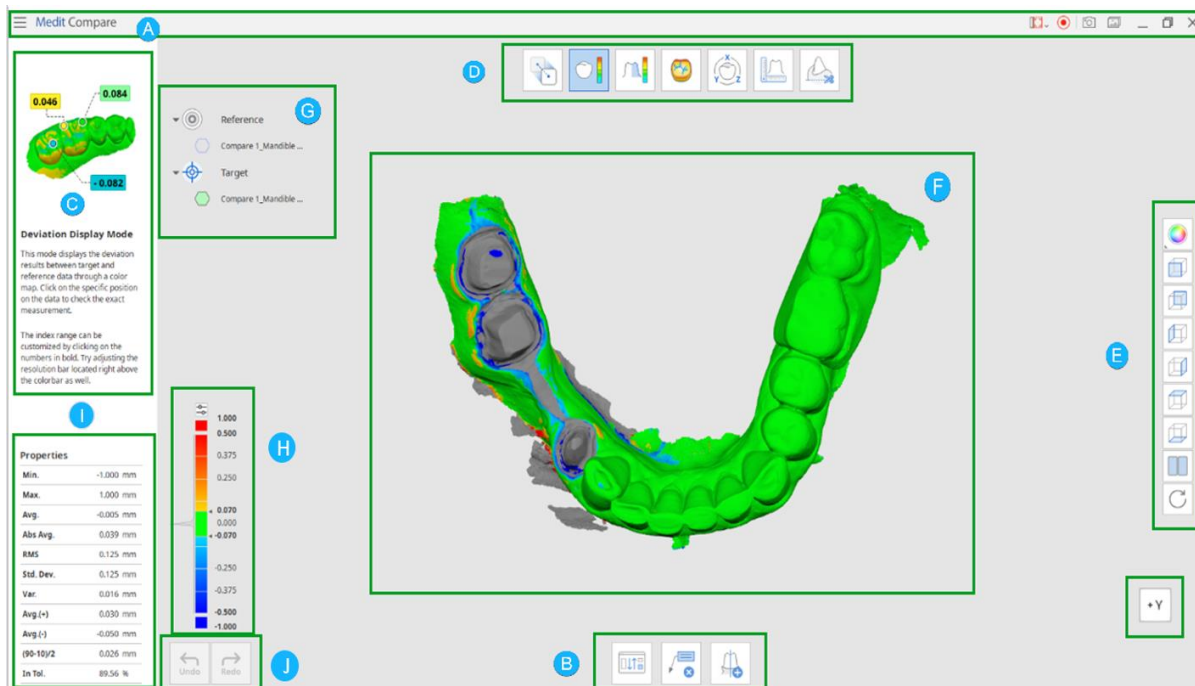 Medit Compare
A
D
0.046
0.084
-0.082
C
Deviation Display Mode
This mode displays the deviation
results between target and
reference data through a color
map. Click on the specific position
on the data to check the exact
measurement.
The index range can be
customized by clicking on the
numbers in bold. Try adjusting the
resolution bar located right above
the colorbar as well.
I
G
Reference
Compare 1_Mandible ...
Target
Compare 1_Mandible ...
X
Y
Z
F
E
H
1.000
0.500
0.375
0.250
0.070
0.000
-0.070
-0.250
-0.375
-0.500
-1.000
Properties
Min. -1.000 mm
Max. 1.000 mm
Avg. -0.005 mm
Abs Avg. 0.039 mm
RMS 0.125 mm
Std. Dev. 0.125 mm
Var. 0.016 mm
Avg.(+) 0.030 mm
Avg.(-) -0.050 mm
(90-10)/2 0.026 mm
In Tol. 89.56 %
Undo Redo
J
B
+Y